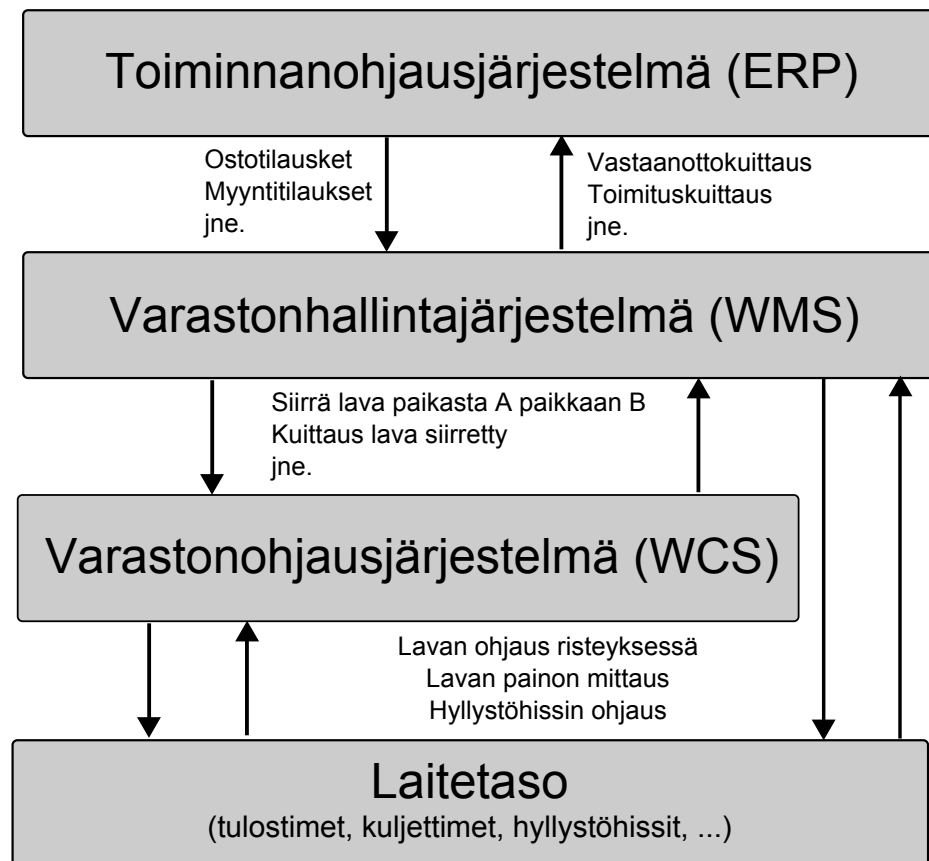 Toiminnanohjausjärjestelmä (ERP)
Ostotilausket
Myyntitilaukset
jne.
Vastaanottokuittaus
Toimituskuittaus
jne.
Varastonhallintajärjestelmä (WMS)
Siirrä lava paikasta A paikkaan B
Kuittaus lava siirretty
jne.
Varastonohjausjärjestelmä (WCS)
Lavan ohjaus risteyksessä
Lavan painon mittaus
Hyllystöhissin ohjaus
Laitetaso
(tulostimet, kuljettimet, hyllystöhissit, ...)